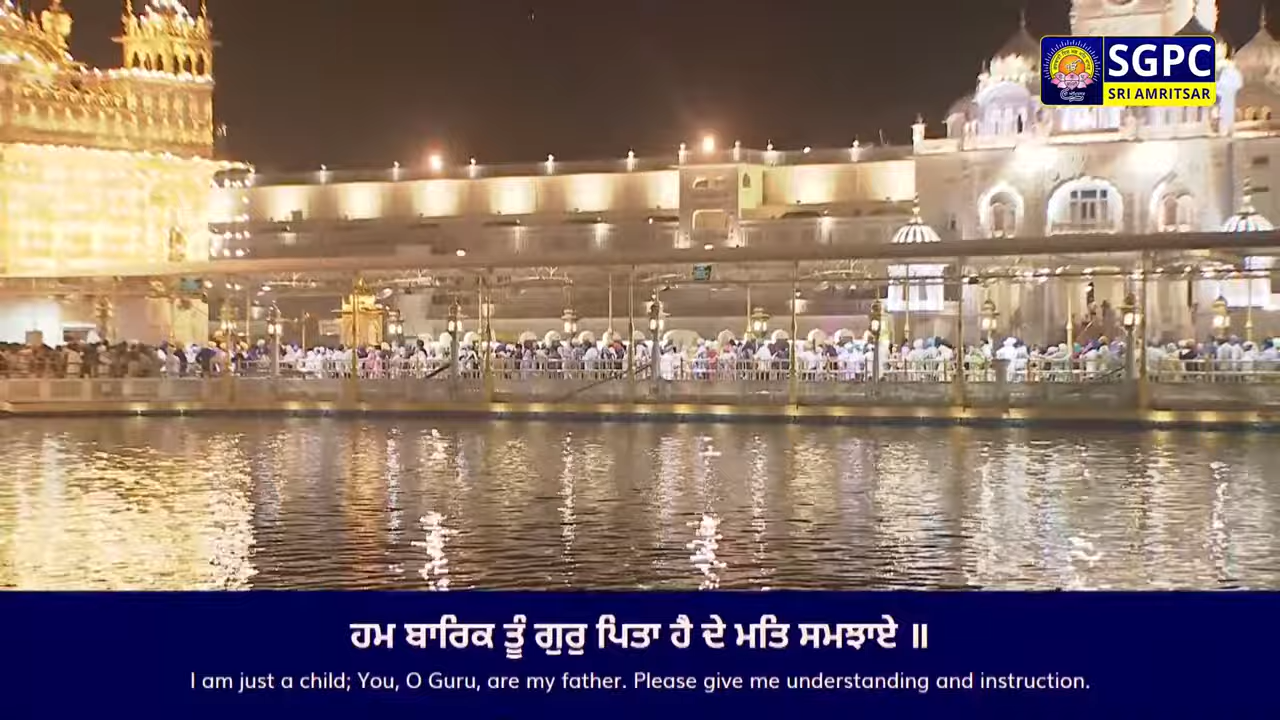 SGPC
SRI AMRITSAR
ਹਮ ਬਾਰਿਕ ਤੂੰ ਗੁਰੁ ਪਿਤਾ ਹੈ ਦੇ ਮਤਿ ਸਮਝਾਏ ॥
I am just a child; You, O Guru, are my father. Please give me understanding and instruction.